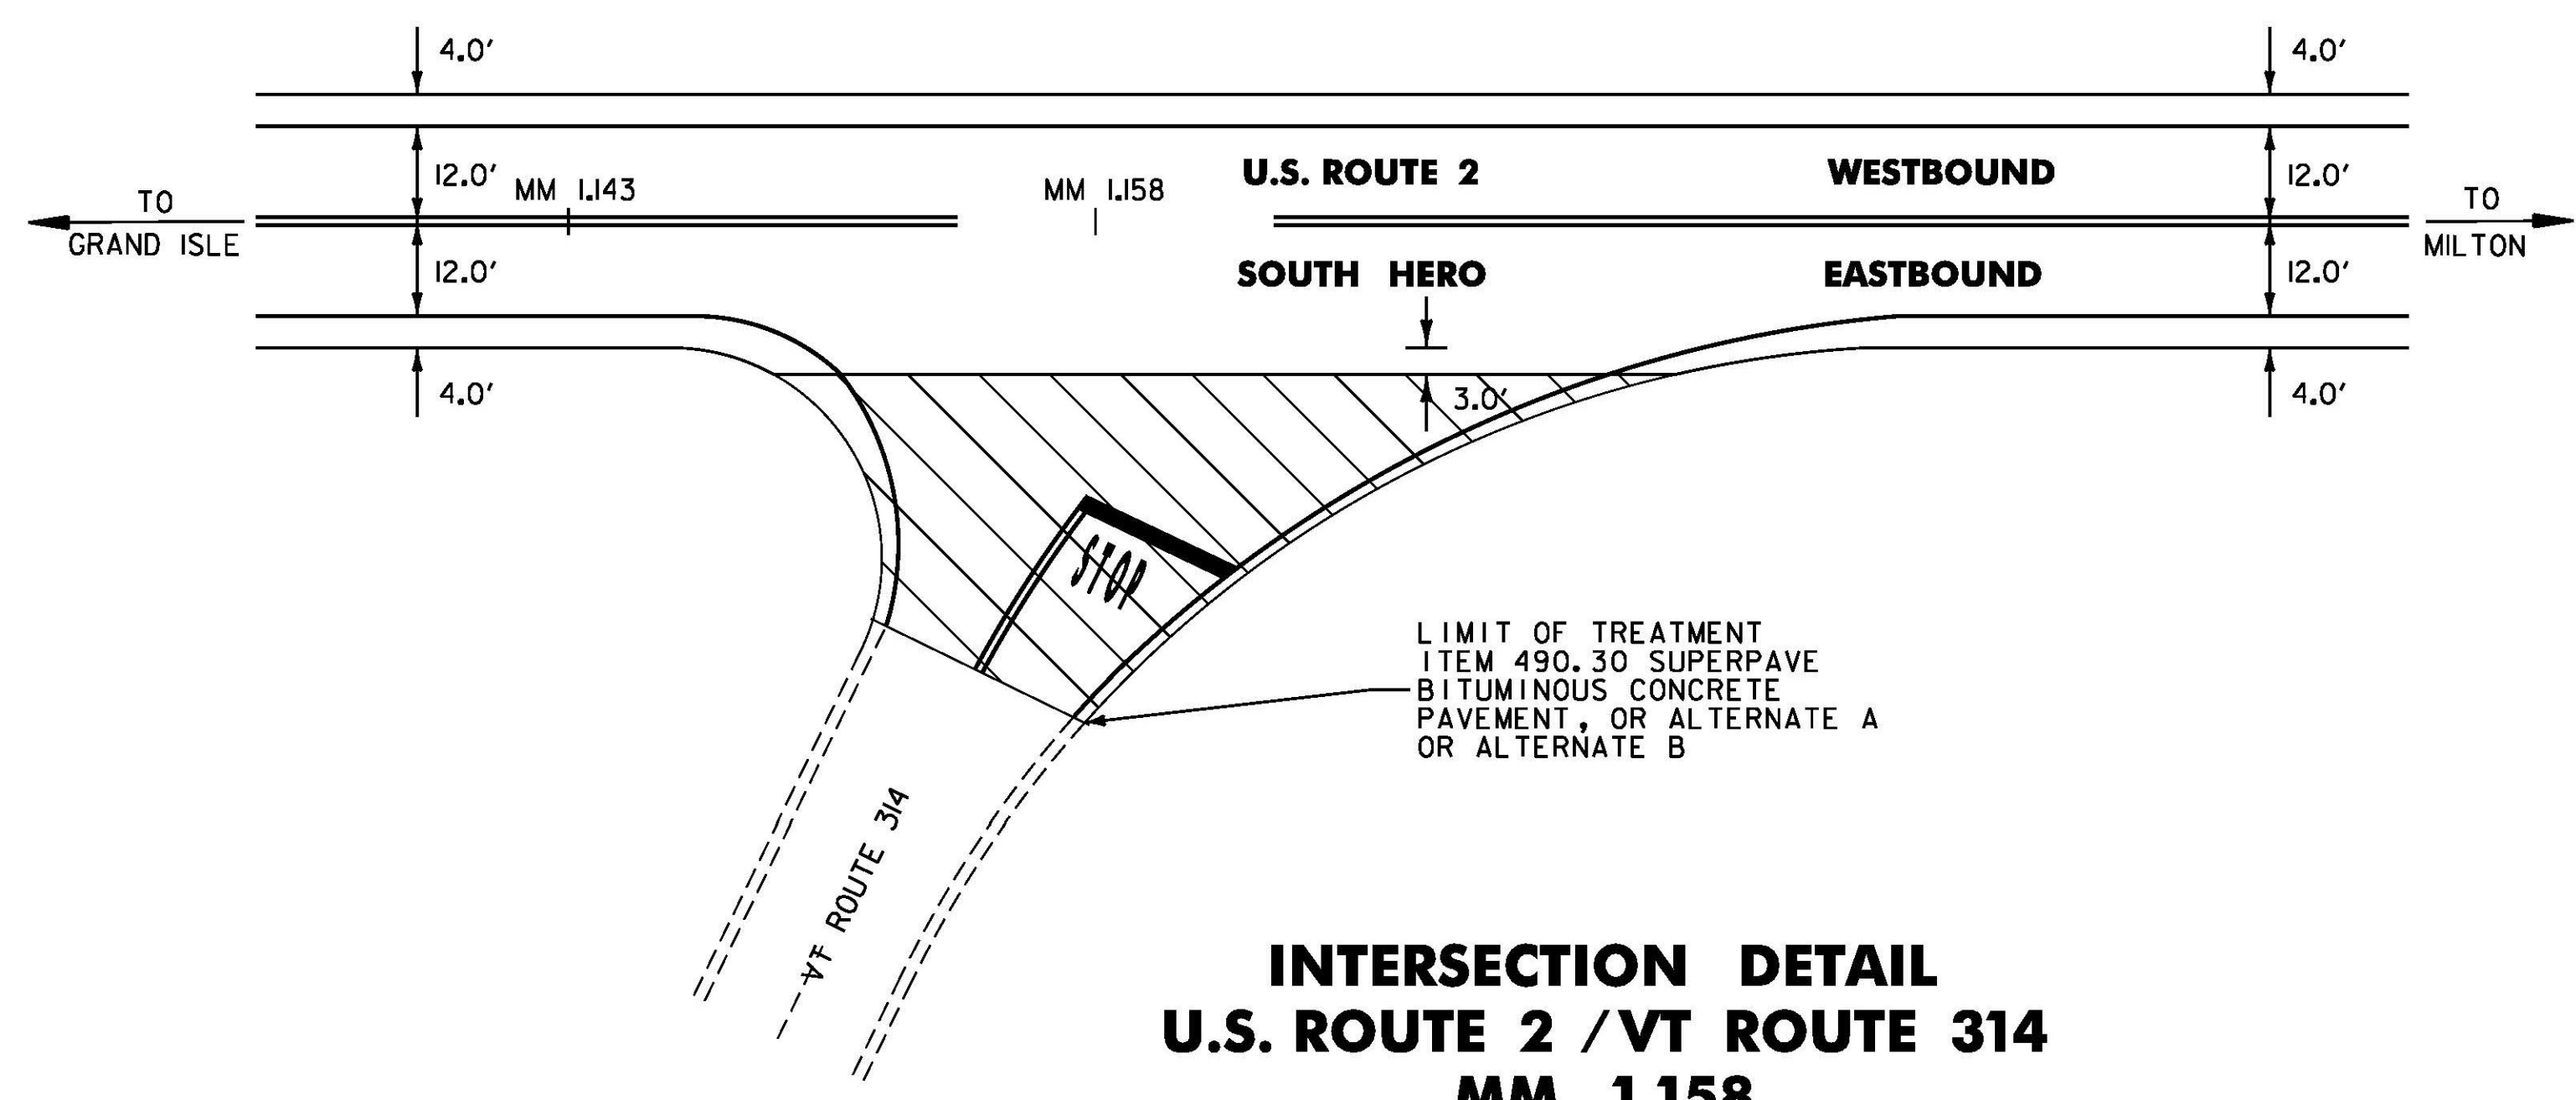 4.0'
4.0'
12.0'
MM 1.143
MM 1.158
U.S. ROUTE 2
WESTBOUND
12.0'
TO
GRAND ISLE
TO
MILTON
12.0'
SOUTH HERO
EASTBOUND
12.0'
4.0'
3.0'
4.0'
STOP
LIMIT OF TREATMENT
ITEM 490.30 SUPERPAVE
BITUMINOUS CONCRETE
PAVEMENT, OR ALTERNATE A
OR ALTERNATE B
VT ROUTE 314
INTERSECTION DETAIL
U.S. ROUTE 2 / VT ROUTE 314
MM 1.158